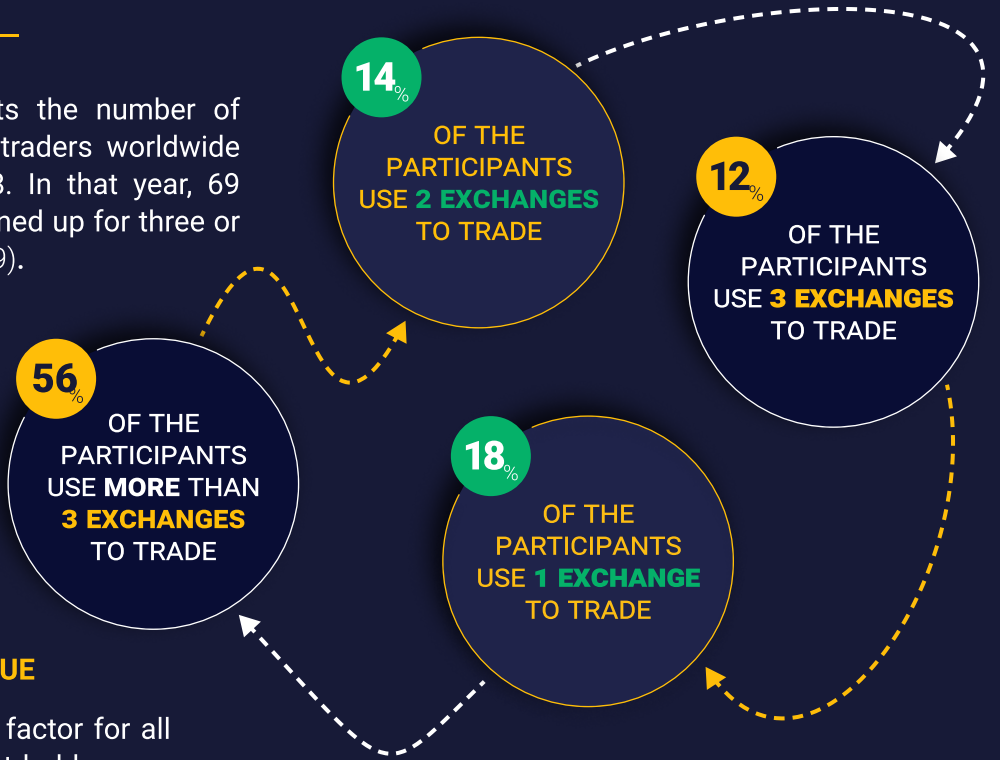 ts the number of
traders worldwide
3. In that year, 69
ned up for three or
9).
14%
OF THE
PARTICIPANTS
USE 2 EXCHANGES
TO TRADE
12%
OF THE
PARTICIPANTS
USE 3 EXCHANGES
TO TRADE
56%
OF THE
PARTICIPANTS
USE MORE THAN
3 EXCHANGES
TO TRADE
18%
OF THE
PARTICIPANTS
USE 1 EXCHANGE
TO TRADE
UE
factor for all